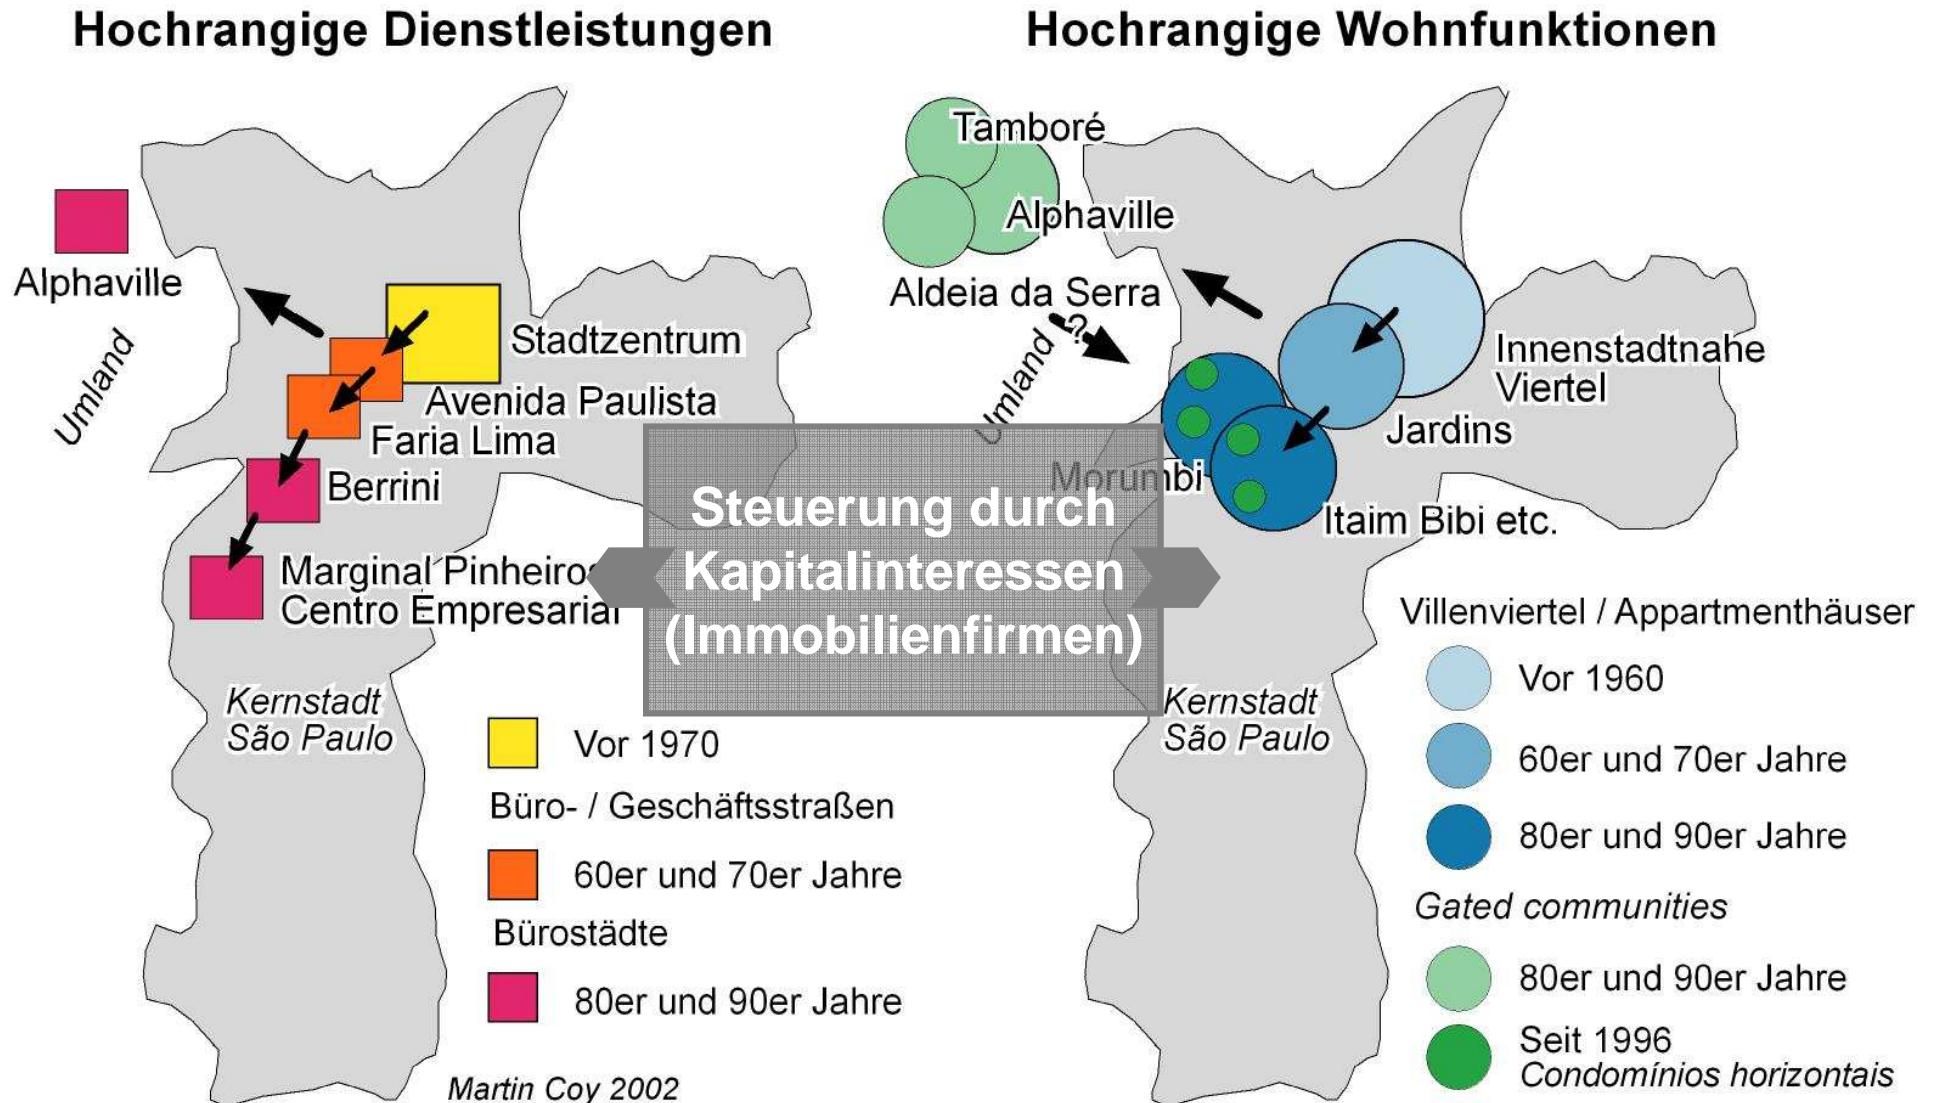 Hochrangige Dienstleistungen
Alphaville
Umland
Stadtzentrum
Avenida Paulista
Faria Lima
Berrini
Marginal Pinheiros
Centro Empresarial
Kernstadt
São Paulo
Vor 1970
Büro- / Geschäftsstraßen
60er und 70er Jahre
Bürostädte
80er und 90er Jahre
Martin Coy 2002
Steuerung durch
Kapitalinteressen
(Immobilienfirmen)
Hochrangige Wohnfunktionen
Tamboré
Alphaville
Aldeia da Serra
?
Umland
Innenstadtnahe
Viertel
Jardins
Morumbi
Itaim Bibi etc.
Kernstadt
São Paulo
Villenviertel / Appartmenthäuser
Vor 1960
60er und 70er Jahre
80er und 90er Jahre
Gated communities
80er und 90er Jahre
Seit 1996
Condomínios horizontais